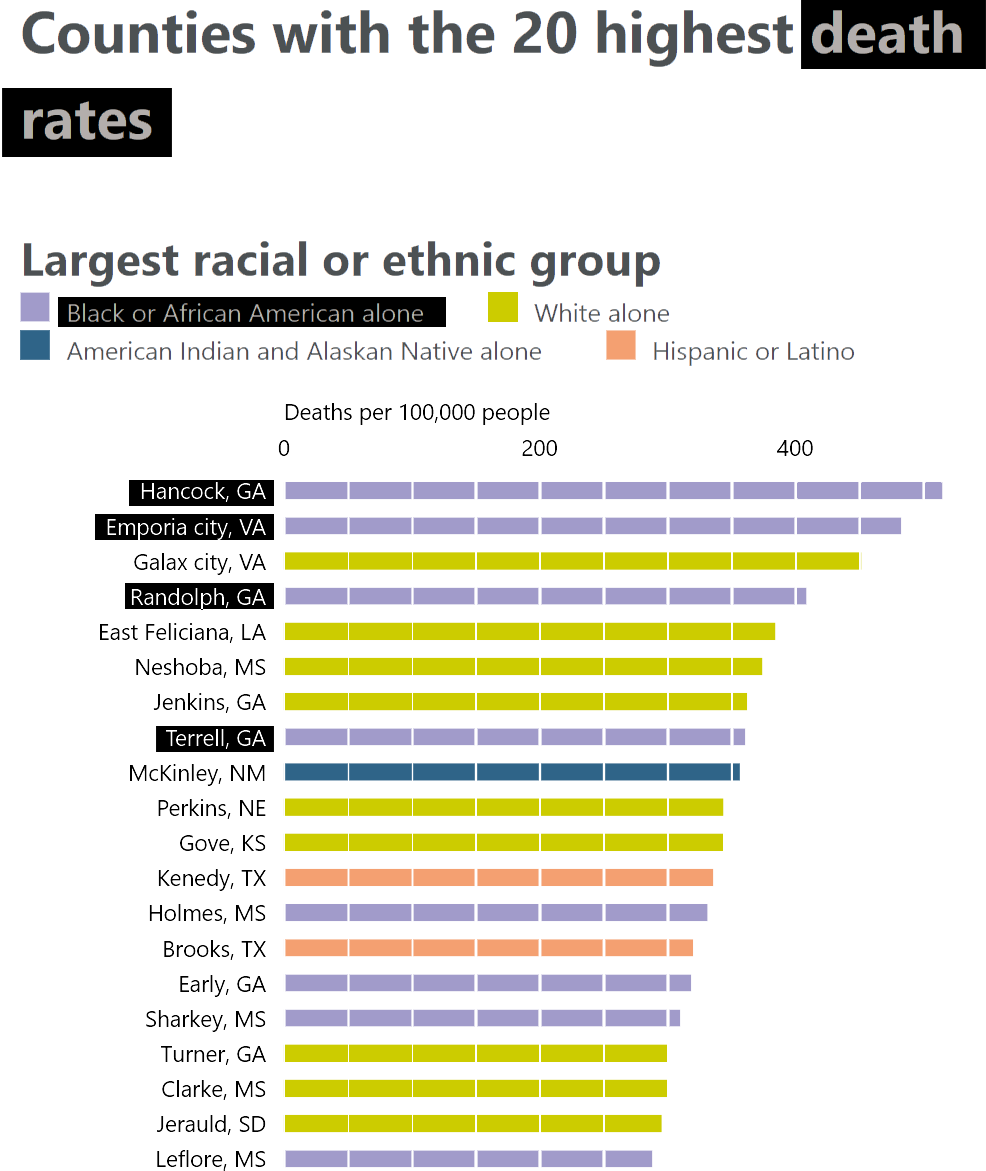 Counties with the 20 highest death
rates
Largest racial or ethnic group
Black or African American alone White alone
American Indian and Alaskan Native alone Hispanic or Latino
Deaths per 100,000 people
0 200 400
Hancock, GA
Emporia city, VA
Galax city, VA
Randolph, GA
East Feliciana, LA
Neshoba, MS
Jenkins, GA
Terrell, GA
McKinley, NM
Perkins, NE
Gove, KS
Kenedy, TX
Holmes, MS
Brooks, TX
Early, GA
Sharkey, MS
Turner, GA
Clarke, MS
Jerauld, SD
Leflore, MS